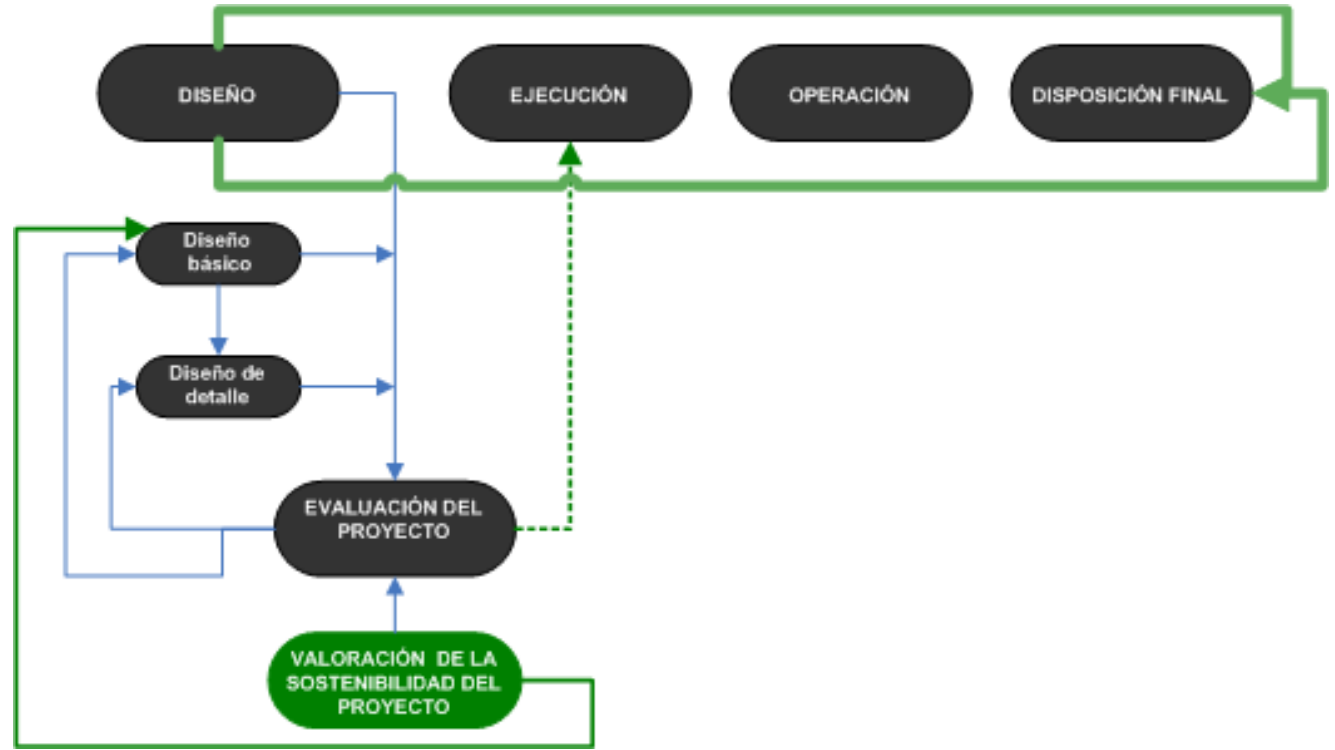 DISEÑO
EJECUCIÓN
OPERACIÓN
DISPOSICIÓN FINAL
Diseño
básico
Diseño de
detalle
EVALUACIÓN DEL
PROYECTO
VALORACIÓN DE LA
SOSTENIBILIDAD DEL
PROYECTO